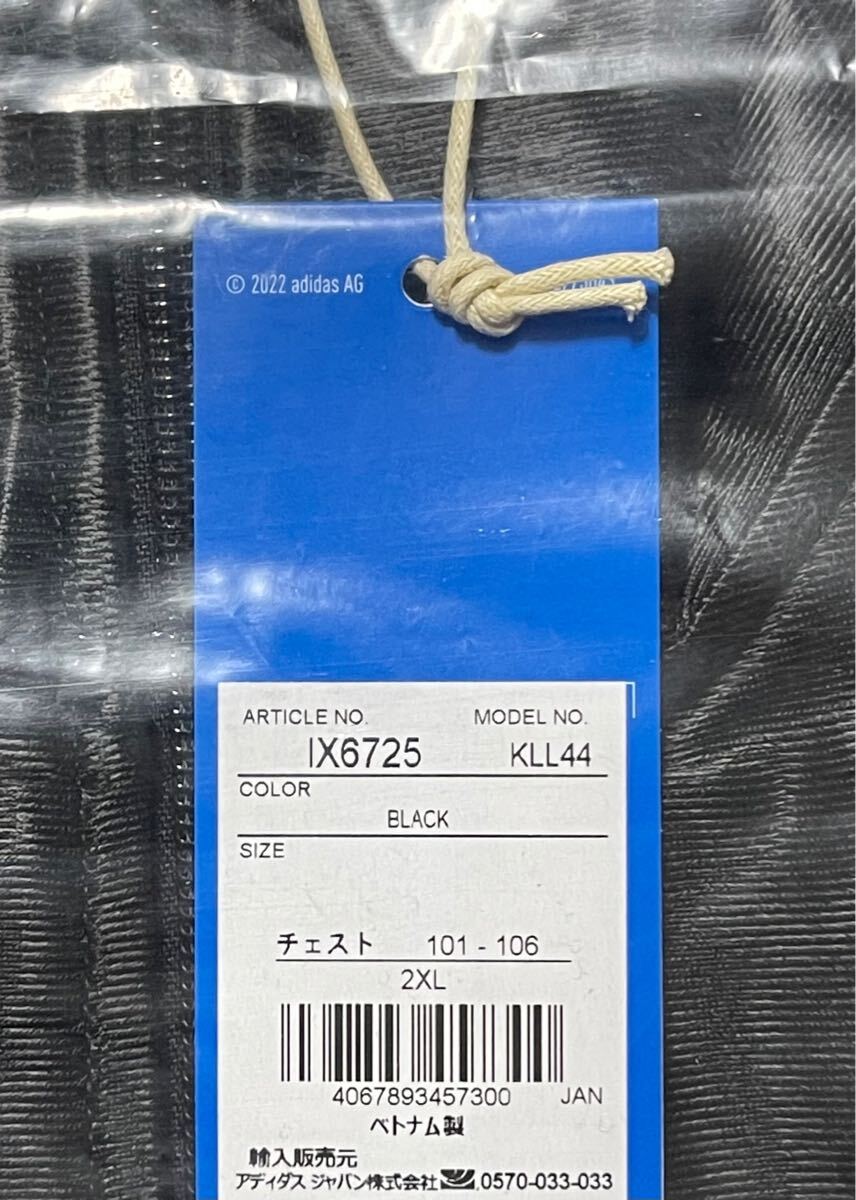 © 2022 adidas AG
ARTICLE NO. MODEL NO.
IX6725 KLL44
COLOR
BLACK
SIZE
チェスト 101 - 106
2XL
4067893457300 JAN
ベトナム製
輸入販売元
アディダス ジャパン株式会社 0570-033-033